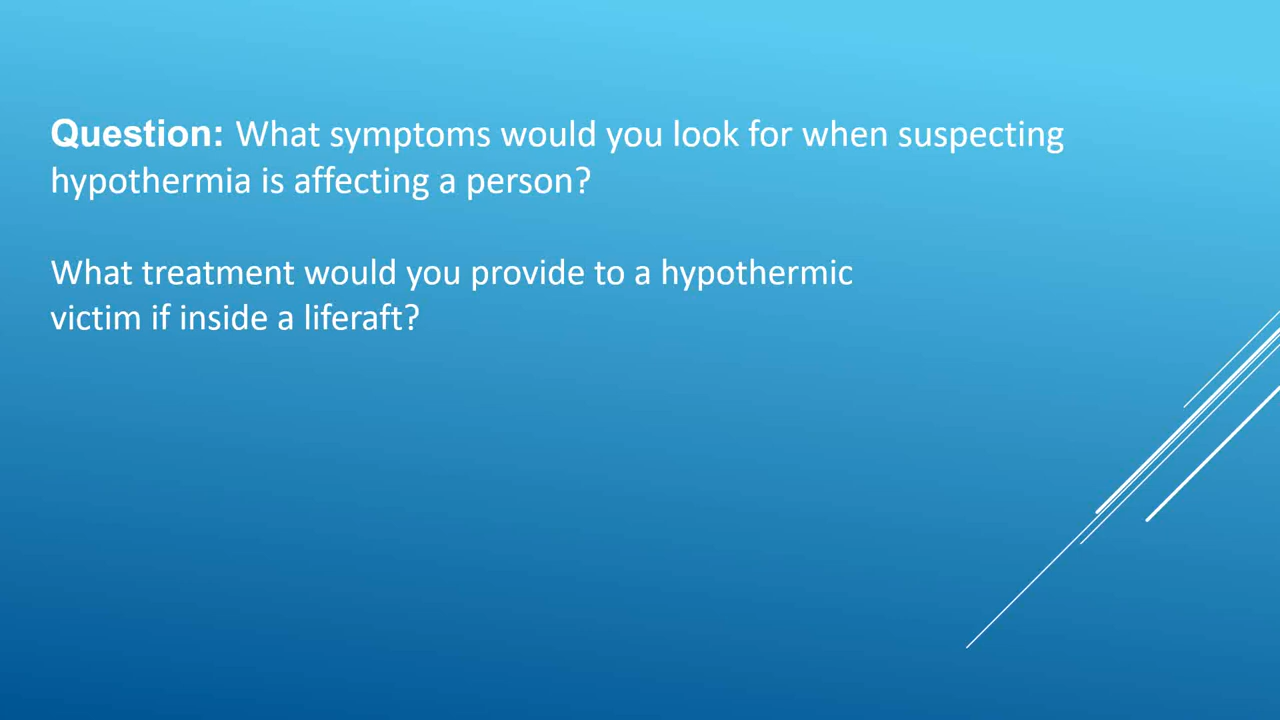 Question: What symptoms would you look for when suspecting
hypothermia is affecting a person?
What treatment would you provide to a hypothermic
victim if inside a liferaft?